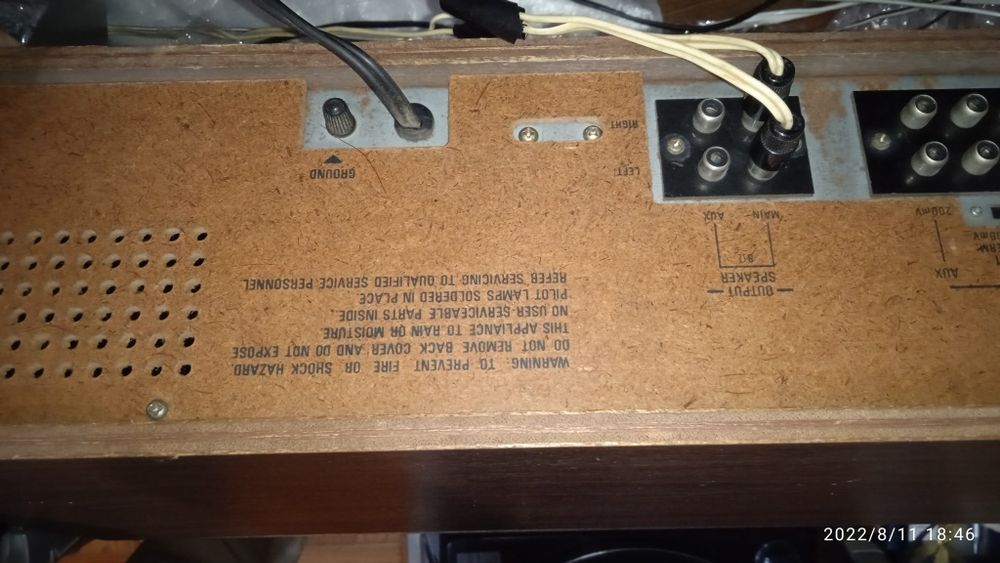 GROUND
RIGHT
LEFT
OUTPUT
SPEAKER
8Ω
MAIN
AUX
AUX
200mV
WARNING: TO PREVENT FIRE OR SHOCK HAZARD.
DO NOT REMOVE BACK COVER AND DO NOT EXPOSE
THIS APPLIANCE TO RAIN OR MOISTURE
NO USER-SERVICEABLE PARTS INSIDE.
PILOT LAMPS SOLDERED IN PLACE
REFER SERVICING TO QUALIFIED SERVICE PERSONNEL
2022/8/11 18:46